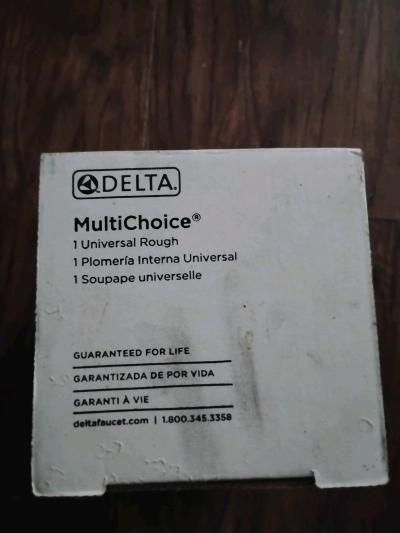 DELTA.
MultiChoice®
1 Universal Rough
1 Plomería Interna Universal
1 Soupape universelle
GUARANTEED FOR LIFE
GARANTIZADA DE POR VIDA
GARANTI À VIE
deltafaucet.com | 1.800.345.3358